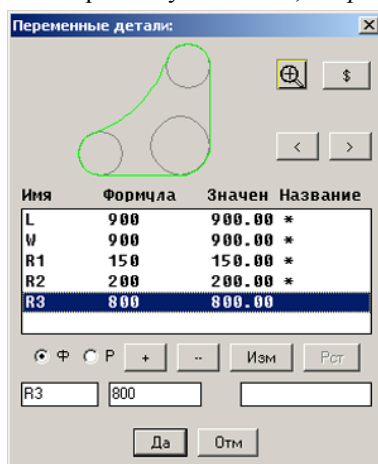 Переменные детали:
$
< >
Имя Формула Значен Название
L 900 900.00 *
W 900 900.00 *
R1 150 150.00 *
R2 200 200.00 *
R3 800 800.00
Ф Р + -- Изм Рст
R3 800
Да Отм